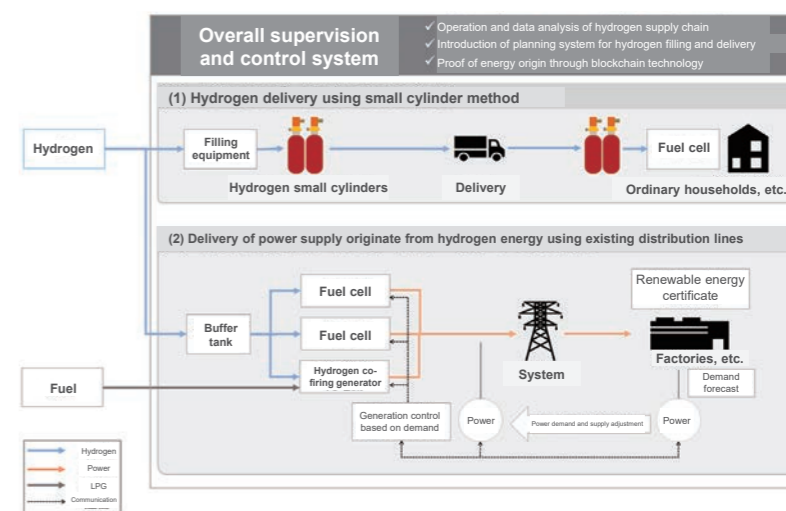 Overall supervision
and control system
✓ Operation and data analysis of hydrogen supply chain
✓ Introduction of planning system for hydrogen filling and delivery
✓ Proof of energy origin through blockchain technology
(1) Hydrogen delivery using small cylinder method
Hydrogen
Filling
equipment
Fuel cell
Hydrogen small cylinders
Delivery
Ordinary households, etc.
(2) Delivery of power supply originate from hydrogen energy using existing distribution lines
Renewable energy
certificate
Fuel cell
Buffer
tank
Fuel cell
Hydrogen co-
firing generator
System
Factories, etc.
Fuel
Demand
forecast
Generation control
based on demand
Power
Power demand and supply adjustment
Power
Hydrogen
Power
LPG
Communication